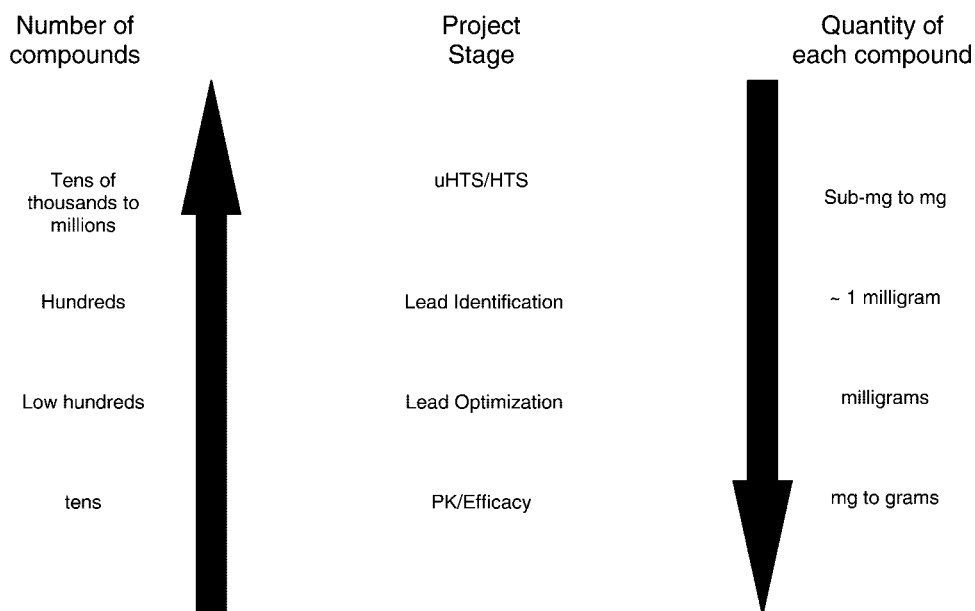 Number of
compounds
Project
Stage
Quantity of
each compound
Tens of
thousands to
millions
uHTS/HTS
Sub-mg to mg
Hundreds
Lead Identification
~ 1 milligram
Low hundreds
Lead Optimization
milligrams
tens
PK/Efficacy
mg to grams